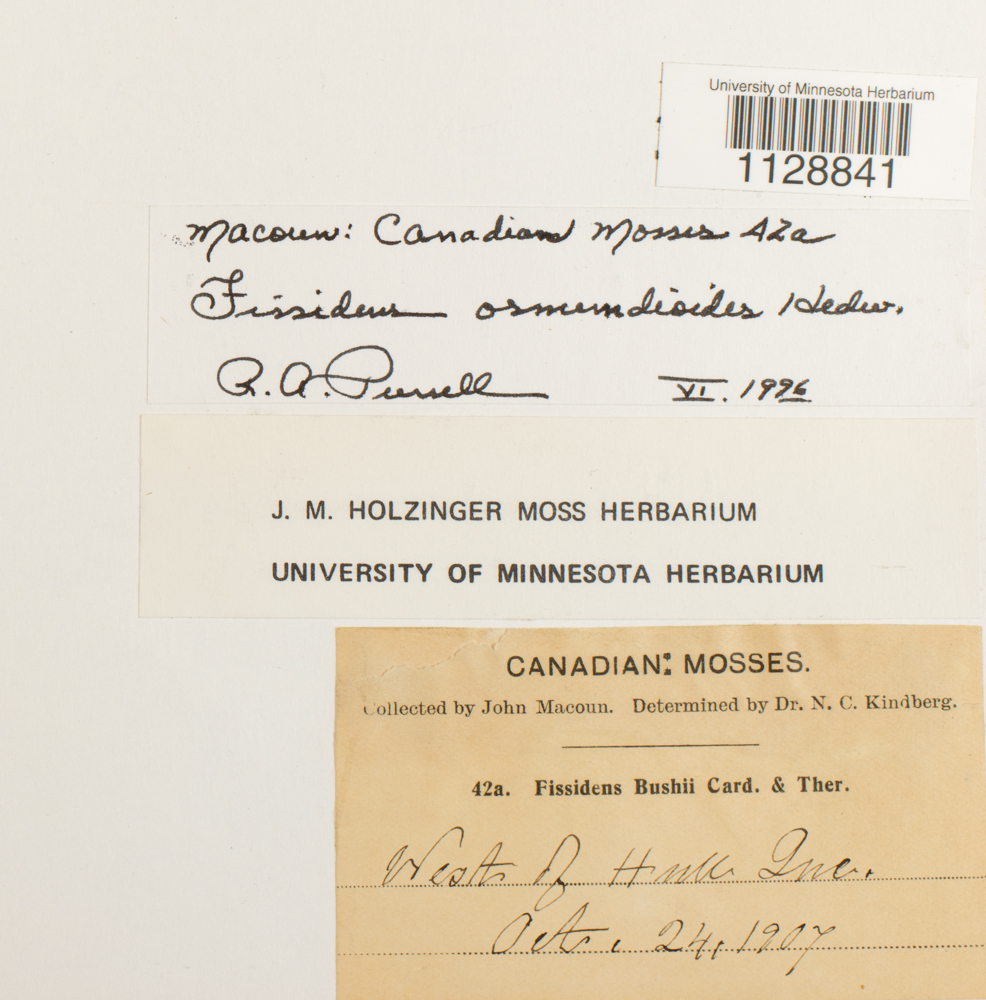 University of Minnesota Herbarium
1128841
Macoun: Canadian Mosses 42a
Fissidens osmundioides Hedw.
R. A. Pursell VI. 1996
J. M. HOLZINGER MOSS HERBARIUM
UNIVERSITY OF MINNESOTA HERBARIUM
CANADIAN: MOSSES.
Collected by John Macoun. Determined by Dr. N. C. Kindberg.
42a. Fissidens Bushii Card. & Ther.
West of Hull Que.
Oct. 24, 1907